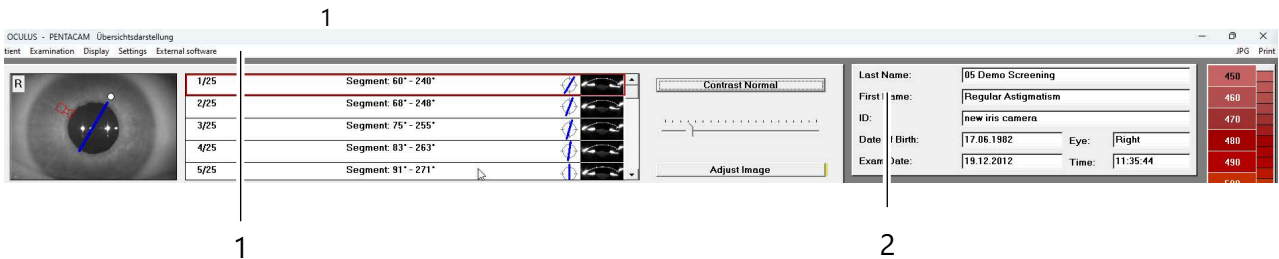 1
OCULUS - PENTACAM Übersichtsdarstellung
tient Examination Display Settings External software JPG Print
R
1/25 Segment: 60° - 240°
2/25 Segment: 68° - 248°
3/25 Segment: 75° - 255°
4/25 Segment: 83° - 263°
5/25 Segment: 91° - 271°
Contrast Normal
Adjust Image
Last Name: 05 Demo Screening
First Name: Regular Astigmatism
ID: new iris camera
Date of Birth: 17.06.1982 Eye: Right
Exam Date: 19.12.2012 Time: 11:35:44
450
460
470
480
490
500
1
2